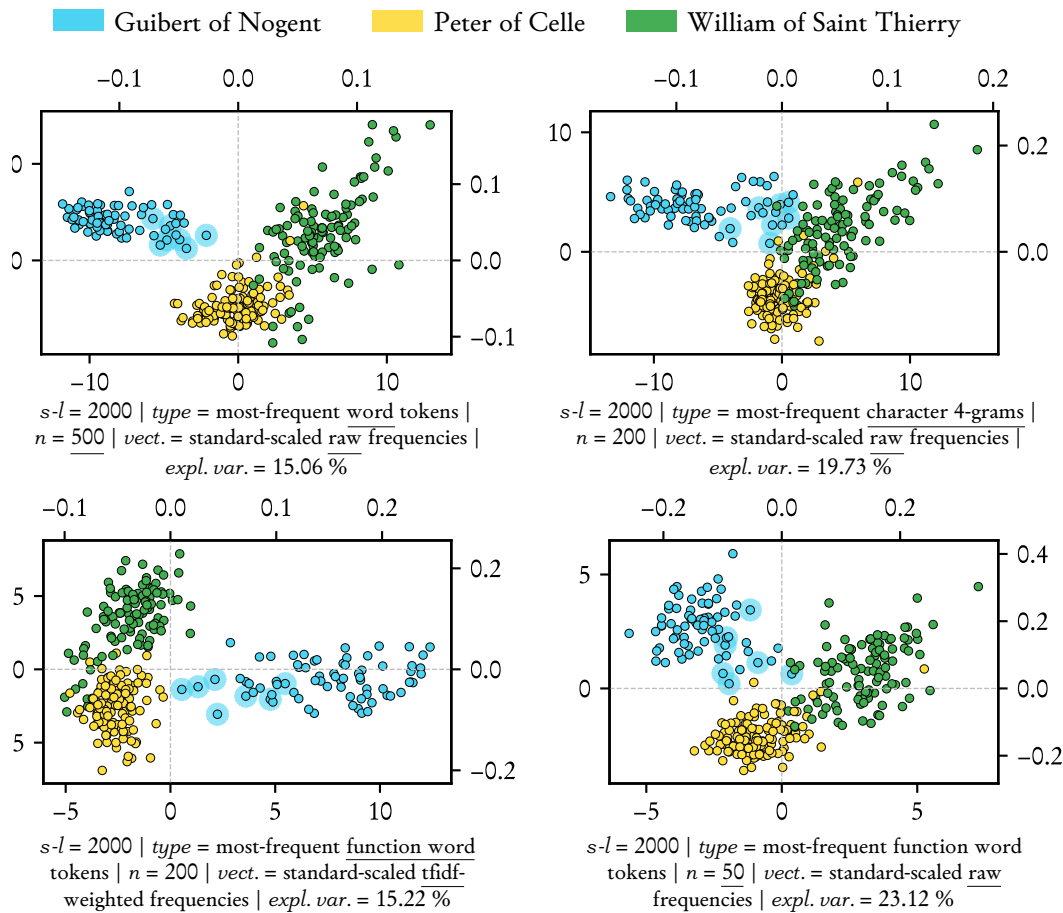 Guibert of Nogent Peter of Celle William of Saint Thierry
−0.1 0.0 0.1 −0.1 0.0 0.1 0.2
0.1
0.0
−0.1
10
0
0.2
0.0
−10 0 10 −10 0 10
s-l = 2000 | type = most-frequent word tokens |
n = 500 | vect. = standard-scaled raw frequencies |
expl. var. = 15.06 %
s-l = 2000 | type = most-frequent character 4-grams |
n = 200 | vect. = standard-scaled raw frequencies |
expl. var. = 19.73 %
−0.1 0.0 0.1 0.2 −0.2 0.0 0.2
5
0
5
0.2
0.0
−0.2
5
0
0.4
0.2
0.0
−0.2
−5 0 5 10 −5 0 5
s-l = 2000 | type = most-frequent function word
tokens | n = 200 | vect. = standard-scaled tfidf-
weighted frequencies | expl. var. = 15.22 %
s-l = 2000 | type = most-frequent function word
tokens | n = 50 | vect. = standard-scaled raw
frequencies | expl. var. = 23.12 %